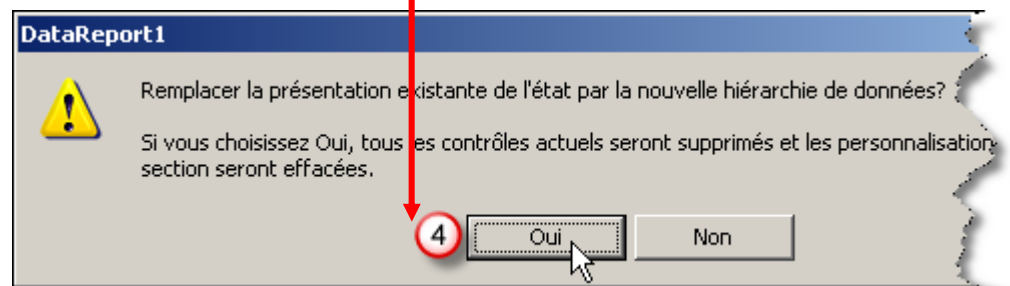 DataReport1
Remplacer la présentation existante de l'état par la nouvelle hiérarchie de données?
Si vous choisissez Oui, tous les contrôles actuels seront supprimés et les personnalisation
section seront effacées.
4
Oui
Non